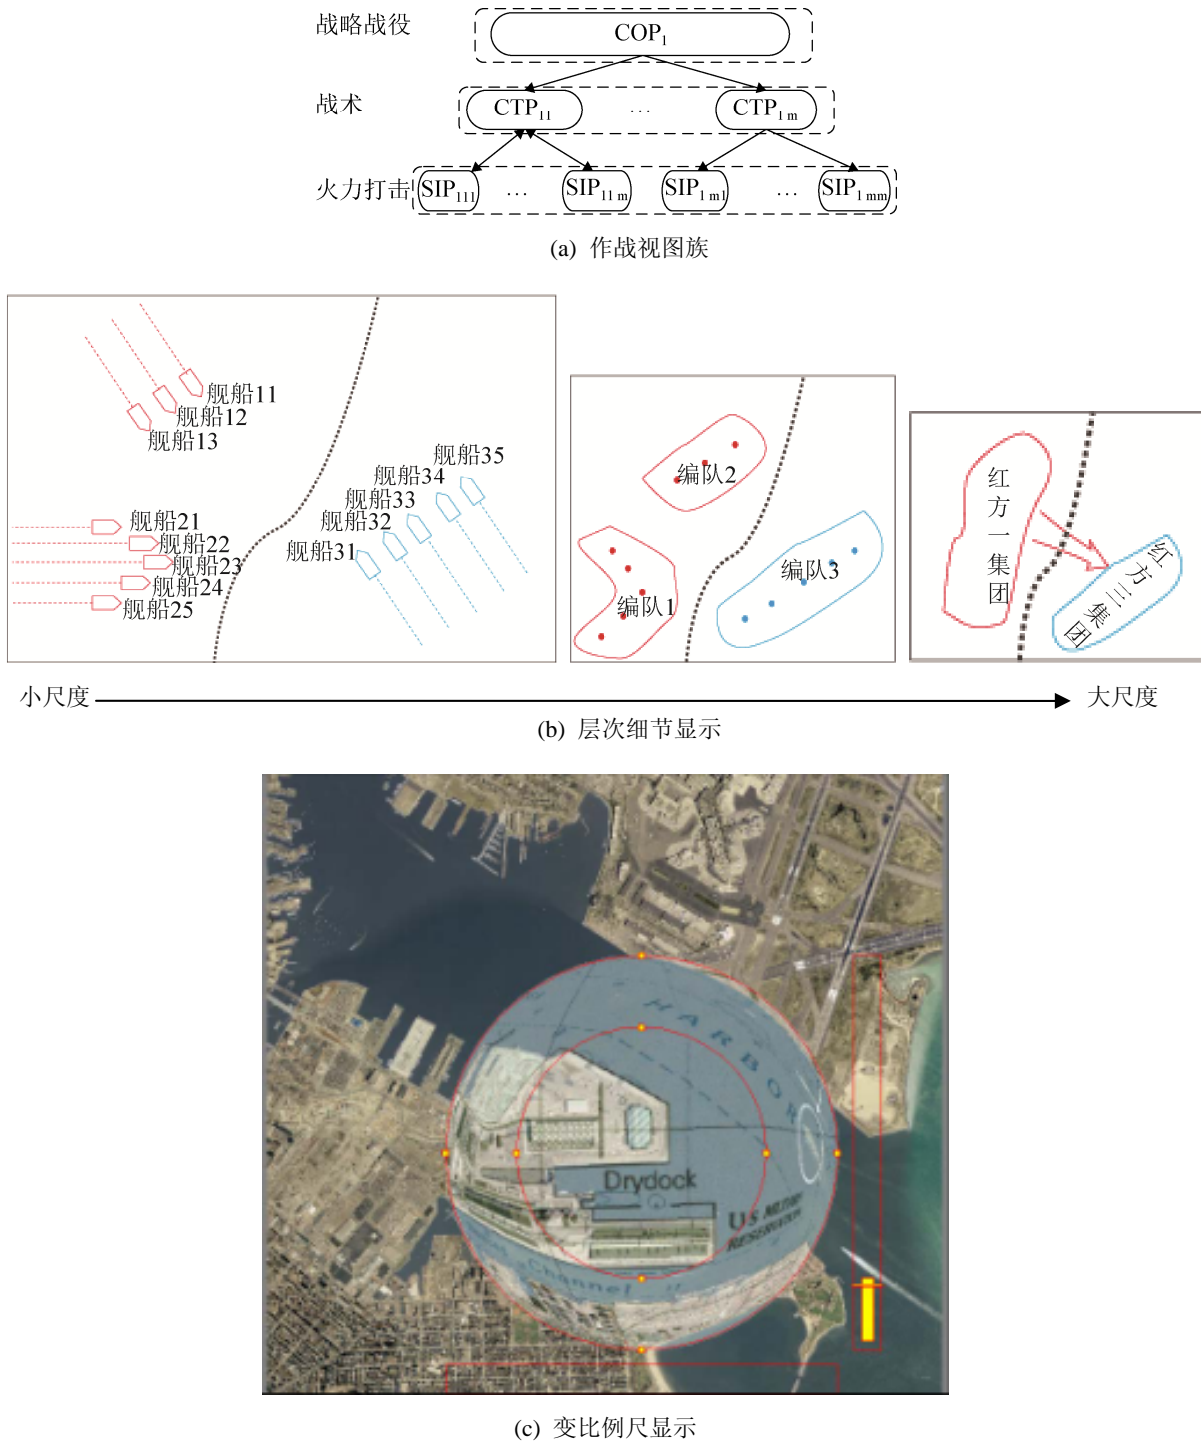 战略战役
COP1
战术
CTP11
...
CTP1m
火力打击
SIP111
...
SIP11m
SIP1m1
...
SIP1mm
(a) 作战视图族
舰船11
舰船12
舰船13
舰船35
舰船34
舰船33
舰船32
舰船31
舰船21
舰船22
舰船23
舰船24
舰船25
编队2
编队3
编队1
红方一集团
红方三集团
小尺度
大尺度
(b) 层次细节显示
HARBOR
Drydock
US MILITARY
RESERVATION
Channel
(c) 变比例尺显示